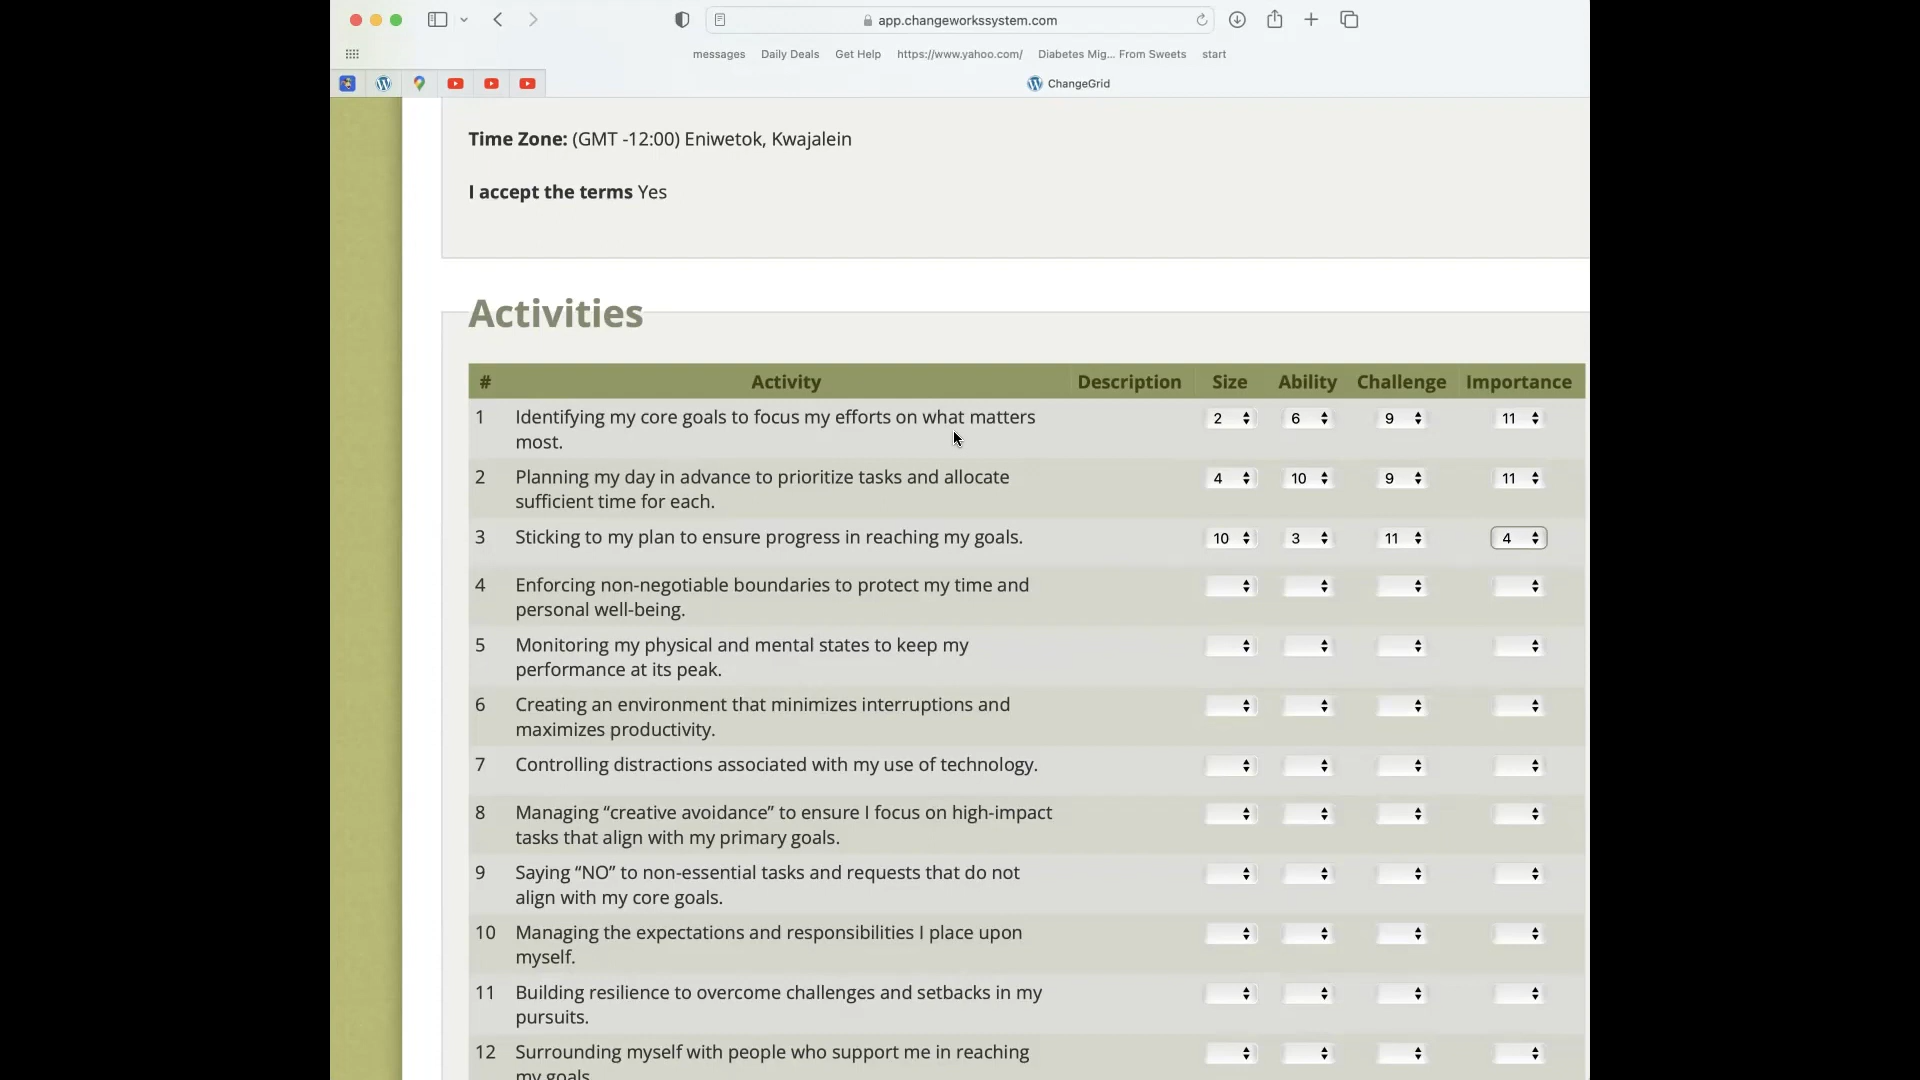 app.changeworkssystem.com
messages Daily Deals Get Help https://www.yahoo.com/ Diabetes Mig... From Sweets start
ChangeGrid
Time Zone: (GMT -12:00) Eniwetok, Kwajalein
I accept the terms Yes
Activities
# Activity Description Size Ability Challenge Importance
1 Identifying my core goals to focus my efforts on what matters 2 6 9 11
most.
2 Planning my day in advance to prioritize tasks and allocate 4 10 9 11
sufficient time for each.
3 Sticking to my plan to ensure progress in reaching my goals. 10 3 11 4
4 Enforcing non-negotiable boundaries to protect my time and
personal well-being.
5 Monitoring my physical and mental states to keep my
performance at its peak.
6 Creating an environment that minimizes interruptions and
maximizes productivity.
7 Controlling distractions associated with my use of technology.
8 Managing “creative avoidance” to ensure I focus on high-impact
tasks that align with my primary goals.
9 Saying “NO” to non-essential tasks and requests that do not
align with my core goals.
10 Managing the expectations and responsibilities I place upon
myself.
11 Building resilience to overcome challenges and setbacks in my
pursuits.
12 Surrounding myself with people who support me in reaching
my goals